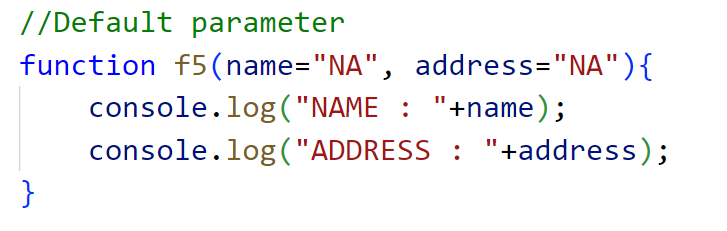 //Default parameter
function f5(name="NA", address="NA"){
    console.log("NAME : "+name);
    console.log("ADDRESS : "+address);
}